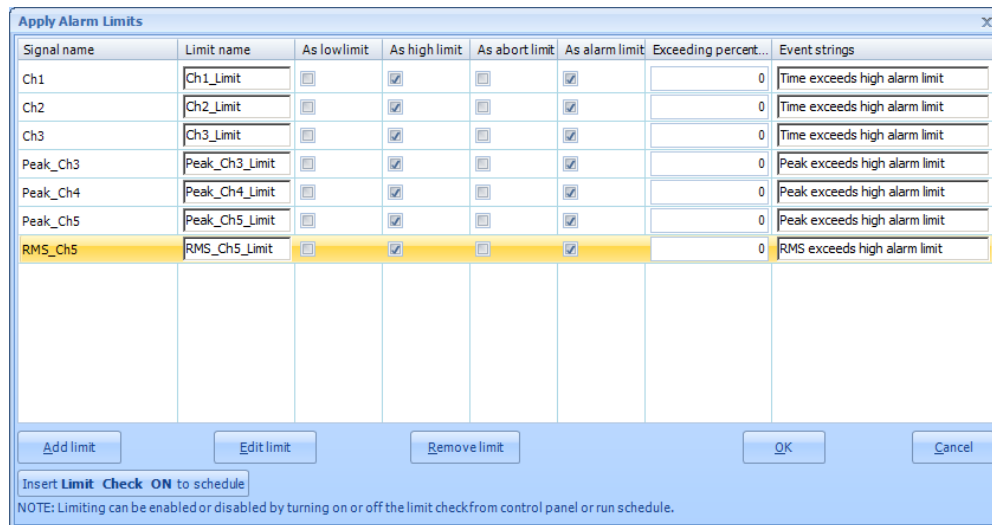 Apply Alarm Limits x
Signal name Limit name As lowlimit As high limit As abort limit As alarm limit Exceeding percent... Event strings
Ch1 Ch1_Limit 0 Time exceeds high alarm limit
Ch2 Ch2_Limit 0 Time exceeds high alarm limit
Ch3 Ch3_Limit 0 Time exceeds high alarm limit
Peak_Ch3 Peak_Ch3_Limit 0 Peak exceeds high alarm limit
Peak_Ch4 Peak_Ch4_Limit 0 Peak exceeds high alarm limit
Peak_Ch5 Peak_Ch5_Limit 0 Peak exceeds high alarm limit
RMS_Ch5 RMS_Ch5_Limit 0 RMS exceeds high alarm limit
Add limit Edit limit Remove limit OK Cancel
Insert Limit Check ON to schedule
NOTE: Limiting can be enabled or disabled by turning on or off the limit checkfrom control panel or run schedule.